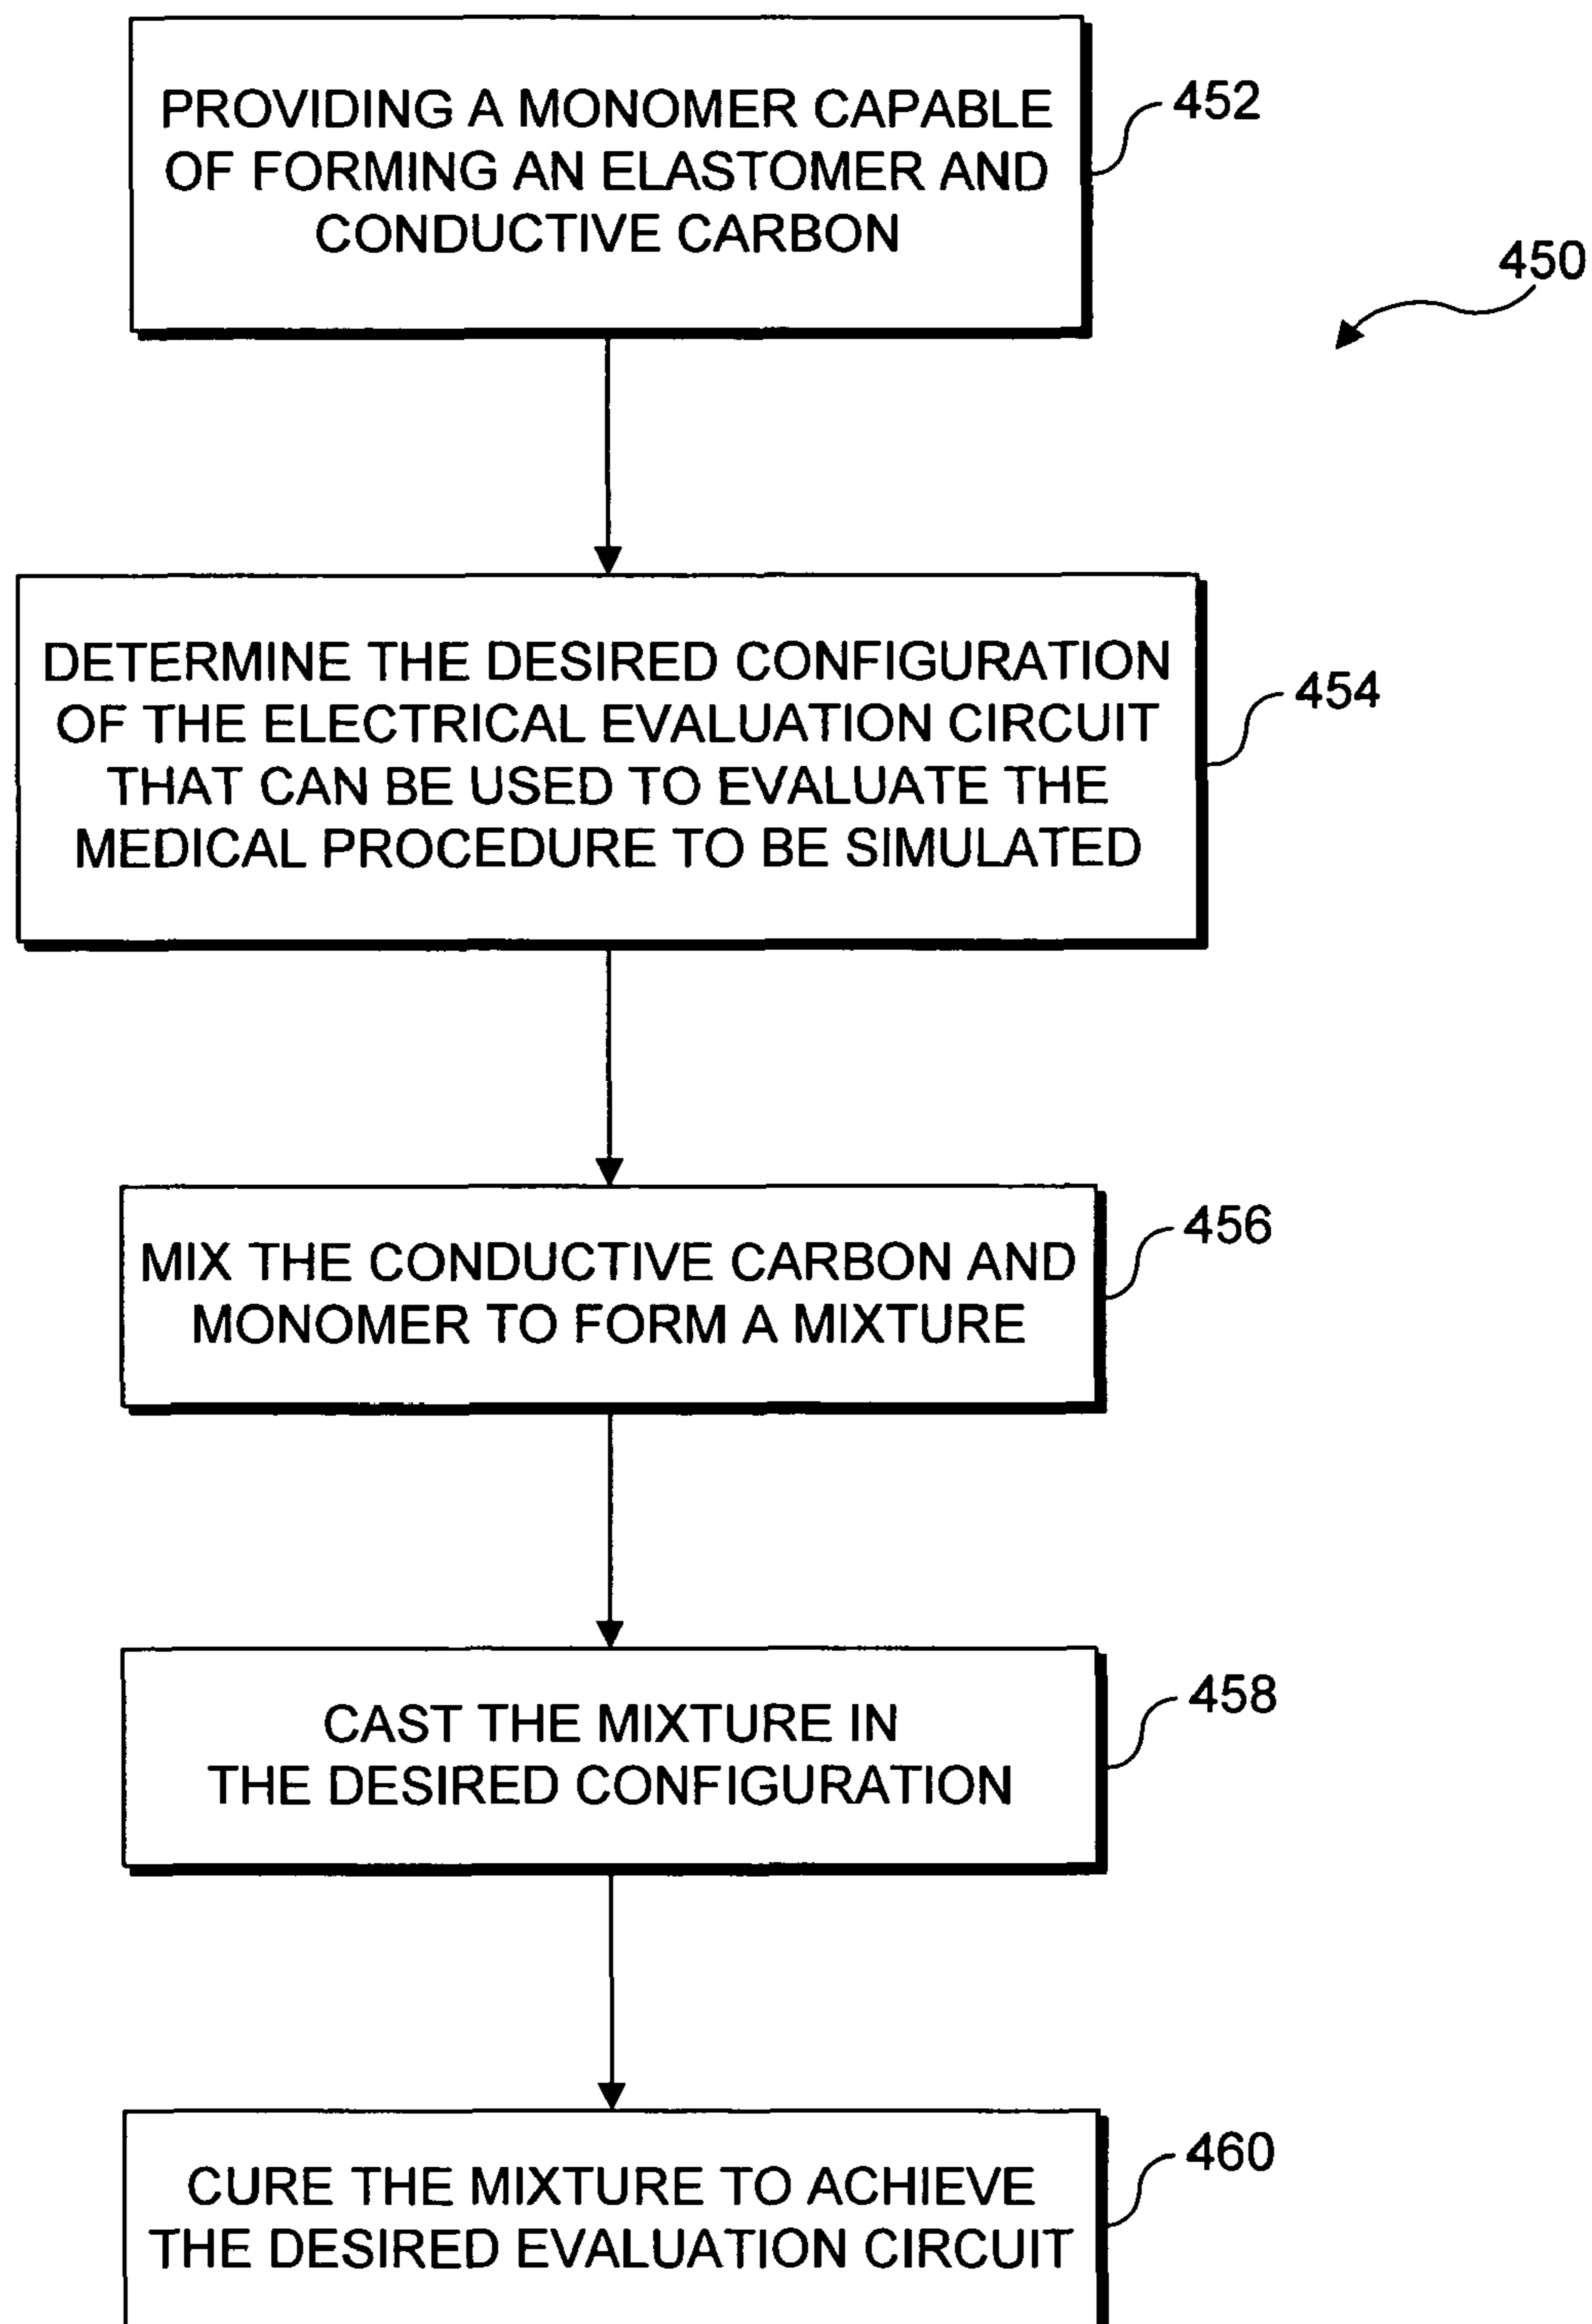 PROVIDING A MONOMER CAPABLE
OF FORMING AN ELASTOMER AND
CONDUCTIVE CARBON
452
450
DETERMINE THE DESIRED CONFIGURATION
OF THE ELECTRICAL EVALUATION CIRCUIT
THAT CAN BE USED TO EVALUATE THE
MEDICAL PROCEDURE TO BE SIMULATED
454
MIX THE CONDUCTIVE CARBON AND
MONOMER TO FORM A MIXTURE
456
CAST THE MIXTURE IN
THE DESIRED CONFIGURATION
458
CURE THE MIXTURE TO ACHIEVE
THE DESIRED EVALUATION CIRCUIT
460